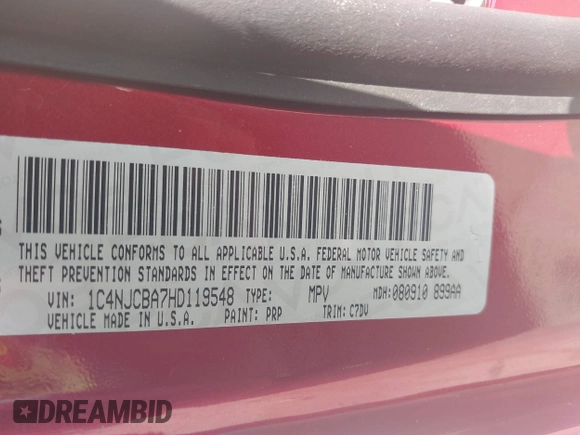 THIS VEHICLE CONFORMS TO ALL APPLICABLE U.S.A. FEDERAL MOTOR VEHICLE SAFETY AND
THEFT PREVENTION STANDARDS IN EFFECT ON THE DATE OF MANUFACTURE SHOWN ABOVE.
VIN: 1C4NJCBA7HD119548 TYPE: MPV MDH: 080910 899AA
VEHICLE MADE IN U.S.A. PAINT: PRP TRIM: C7DV
DREAMBID